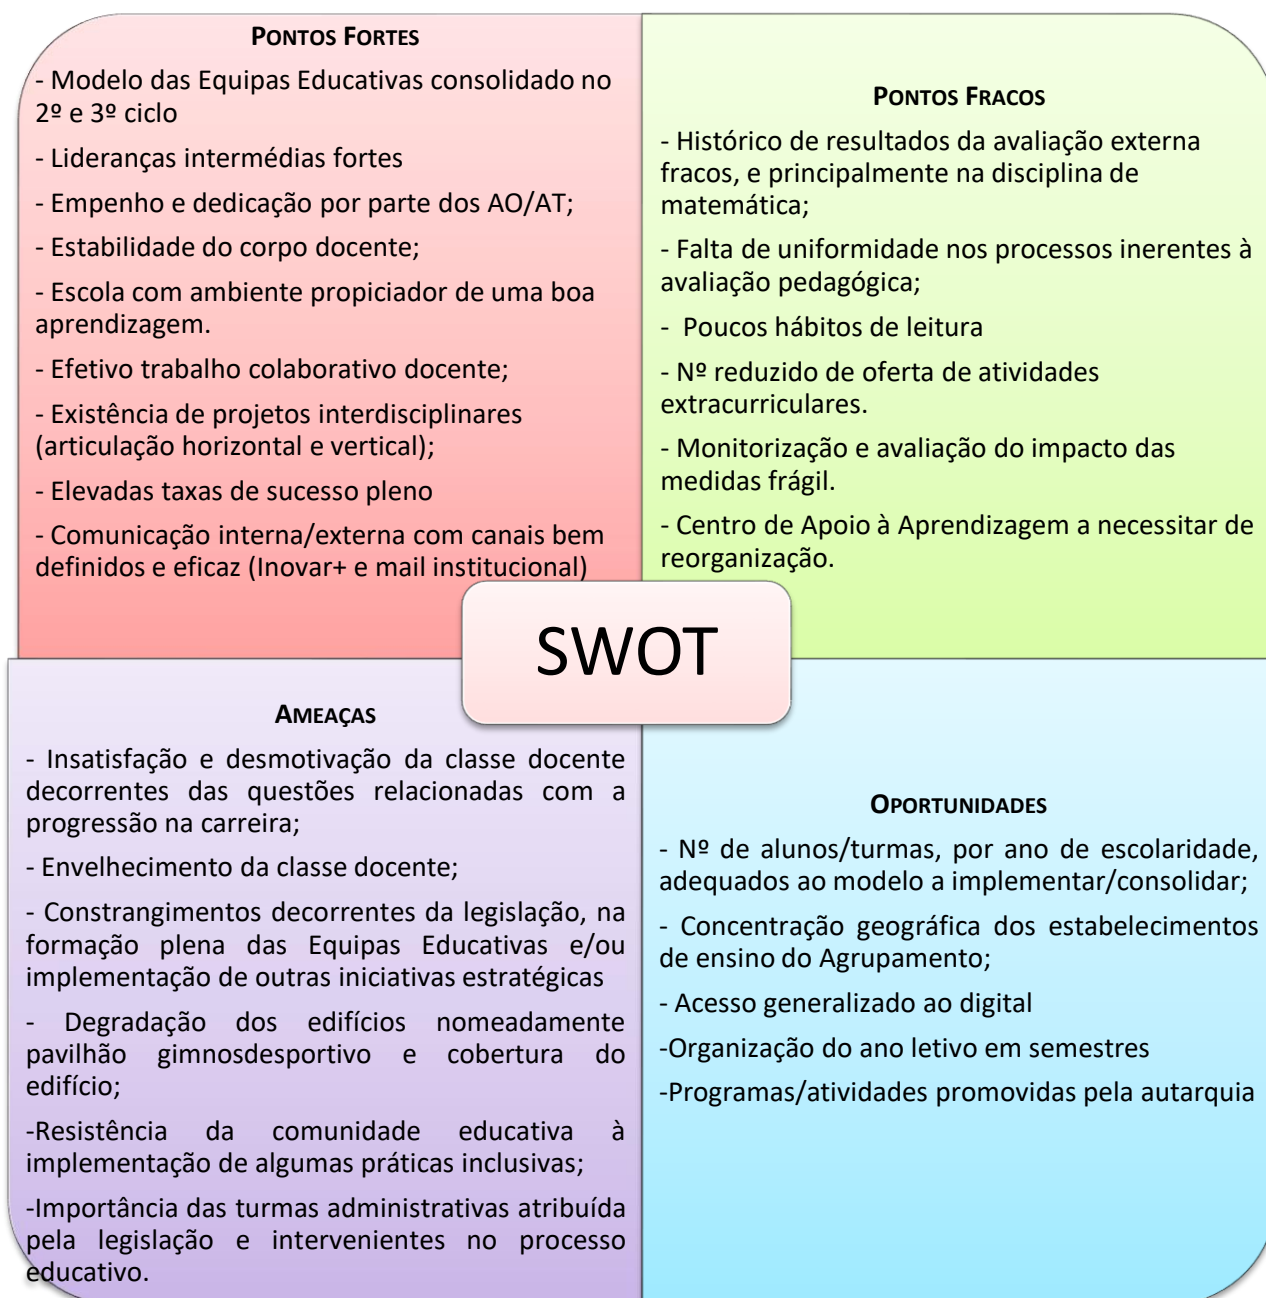 PONTOS FORTES
- Modelo das Equipas Educativas consolidado no
2º e 3º ciclo
- Lideranças intermédias fortes
- Empenho e dedicação por parte dos AO/AT;
- Estabilidade do corpo docente;
- Escola com ambiente propiciador de uma boa
aprendizagem.
- Efetivo trabalho colaborativo docente;
- Existência de projetos interdisciplinares
(articulação horizontal e vertical);
- Elevadas taxas de sucesso pleno
- Comunicação interna/externa com canais bem
definidos e eficaz (Inovar+ e mail institucional)
PONTOS FRACOS
- Histórico de resultados da avaliação externa
fracos, e principalmente na disciplina de
matemática;
- Falta de uniformidade nos processos inerentes à
avaliação pedagógica;
- Poucos hábitos de leitura
- Nº reduzido de oferta de atividades
extracurriculares.
- Monitorização e avaliação do impacto das
medidas frágil.
- Centro de Apoio à Aprendizagem a necessitar de
reorganização.
SWOT
AMEAÇAS
- Insatisfação e desmotivação da classe docente
decorrentes das questões relacionadas com a
progressão na carreira;
- Envelhecimento da classe docente;
- Constrangimentos decorrentes da legislação, na
formação plena das Equipas Educativas e/ou
implementação de outras iniciativas estratégicas
- Degradação dos edifícios nomeadamente
pavilhão gimnosdesportivo e cobertura do
edifício;
-Resistência da comunidade educativa à
implementação de algumas práticas inclusivas;
-Importância das turmas administrativas atribuída
pela legislação e intervenientes no processo
educativo.
OPORTUNIDADES
- Nº de alunos/turmas, por ano de escolaridade,
adequados ao modelo a implementar/consolidar;
- Concentração geográfica dos estabelecimentos
de ensino do Agrupamento;
- Acesso generalizado ao digital
-Organização do ano letivo em semestres
-Programas/atividades promovidas pela autarquia